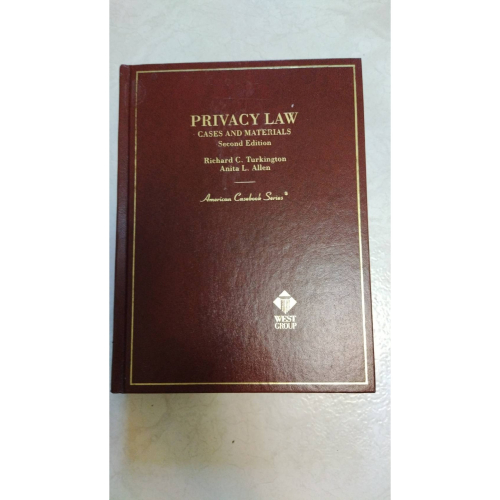 PRIVACY LAW
CASES AND MATERIALS
Second Edition
Richard C. Turkington
Anita L. Allen
American Casebook Series®
WEST
GROUP